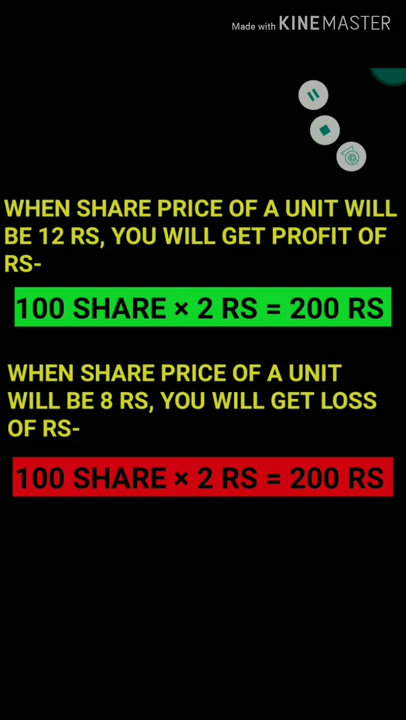 Made with KINEMASTER
WHEN SHARE PRICE OF A UNIT WILL
BE 12 RS, YOU WILL GET PROFIT OF
RS-
100 SHARE × 2 RS = 200 RS
WHEN SHARE PRICE OF A UNIT
WILL BE 8 RS, YOU WILL GET LOSS
OF RS-
100 SHARE × 2 RS = 200 RS